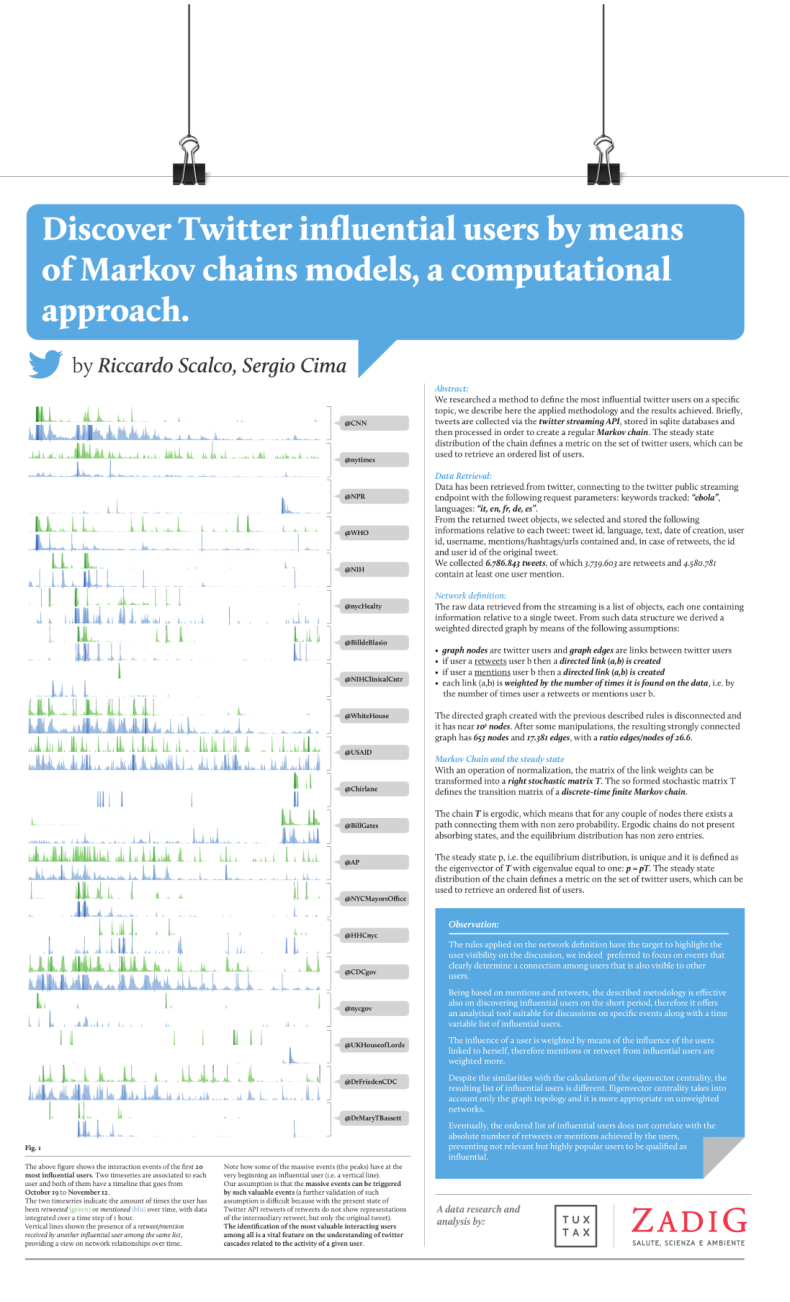 Discover Twitter influential users by means
of Markov chains models, a computational
approach.
by Riccardo Scalco, Sergio Cima
@CNN
@nytimes
@NPR
@WHO
@NIH
@nycHealty
@BilldeBlasio
@NIHClinicalCntr
@WhiteHouse
@USAID
@Chirlane
@BillGates
@AP
@NYCMayorsOffice
@HHCnyc
@CDCgov
@nycgov
@UKHouseofLords
@DrFriedenCDC
@DrMaryTBassett
Fig. 1
The above figure shows the interaction events of the first 20
most influential users. Two timeseries are associated to each
user and both of them have a timeline that goes from
October 19 to November 12.
The two timeseries indicate the amount of times the user has
been retweeted (green) or mentioned (blu) over time, with data
integrated over a time step of 1 hour.
Vertical lines shows the presence of a retweet/mention
received by another influential user among the same list,
providing a view on network relationships over time.
Note how some of the massive events (the peaks) have at the
very beginning an influential user (i.e. a vertical line).
Our assumption is that the massive events can be triggered
by such valuable events (a further validation of such
assumption is difficult because with the present state of
Twitter API retweets of retweets do not show representations
of the intermediary retweet, but only the original tweet).
The identification of the most valuable interacting users
among all is a vital feature on the understanding of twitter
cascades related to the activity of a given user.
Abstract:
We researched a method to define the most influential twitter users on a specific
topic, we describe here the applied methodology and the results achieved. Briefly,
tweets are collected via the twitter streaming API, stored in sqlite databases and
then processed in order to create a regular Markov chain. The steady state
distribution of the chain defines a metric on the set of twitter users, which can be
used to retrieve an ordered list of users.
Data Retrieval:
Data has been retrieved from twitter, connecting to the twitter public streaming
endpoint with the following request parameters: keywords tracked: “ebola”,
languages: “it, en, fr, de, es”.
From the returned tweet objects, we selected and stored the following
informations relative to each tweet: tweet id, language, text, date of creation, user
id, username, mentions/hashtags/urls contained and, in case of retweets, the id
and user id of the original tweet.
We collected 6.786.843 tweets, of which 3.739.603 are retweets and 4.580.781
contain at least one user mention.
Network definition:
The raw data retrieved from the streaming is a list of objects, each one containing
information relative to a single tweet. From such data structure we derived a
weighted directed graph by means of the following assumptions:
• graph nodes are twitter users and graph edges are links between twitter users
• if user a retweets user b then a directed link (a,b) is created
• if user a mentions user b then a directed link (a,b) is created
• each link (a,b) is weighted by the number of times it is found on the data, i.e. by
the number of times user a retweets or mentions user b.
The directed graph created with the previous described rules is disconnected and
it has near nodes. After some manipulations, the resulting strongly connected
graph has 653 nodes and 17.381 edges, with a ratio edges/nodes of 26.6.
Markov Chain and the steady state
With an operation of normalization, the matrix of the link weights can be
transformed into a right stochastic matrix T. The so formed stochastic matrix T
defines the transition matrix of a discrete-time finite Markov chain.
The chain T is ergodic, which means that for any couple of nodes there exists a
path connecting them with non zero probability. Ergodic chains do not present
absorbing states, and the equilibrium distribution has non zero entries.
The steady state p, i.e. the equilibrium distribution, is unique and it is defined as
the eigenvector of T with eigenvalue equal to one: p = pT. The steady state
distribution of the chain defines a metric on the set of twitter users, which can be
used to retrieve an ordered list of users.
Observation:
The rules applied on the network definition have the target to highlight the
user visibility on the discussion, we indeed preferred to focus on events that
clearly determine a connection among users that is also visible to other
users.
Being based on mentions and retweets, the described metodology is effective
also on discovering influential users on the short period, therefore it offers
an analytical tool suitable for discussions on specific events along with a time
variable list of influential users.
The influence of a user is weighted by means of the influence of the users
linked to herself, therefore mentions or retweet from influential users are
weighted more.
Despite the similarities with the calculation of the eigenvector centrality, the
resulting list of influential users is different. Eigenvector centrality takes into
account only the graph topology and it is more appropriate on unweighted
networks.
Eventually, the ordered list of influential users does not correlate with the
absolute number of retweets or mentions achieved by the users,
preventing not relevant but highly popular users to be qualified as
influential.
A data research and
analysis by:
TUX
TAX
ZADIG
SALUTE, SCIENZA E AMBIENTE